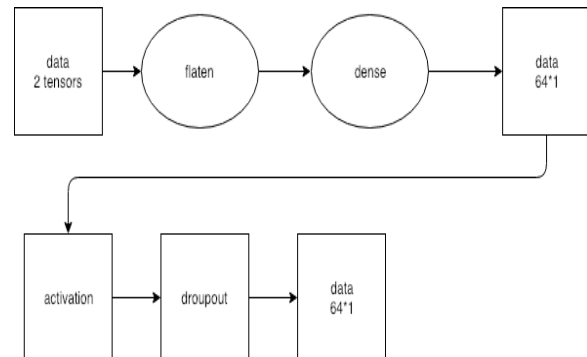 data
2 tensors
flaten
dense
data
64*1
activation
droupout
data
64*1